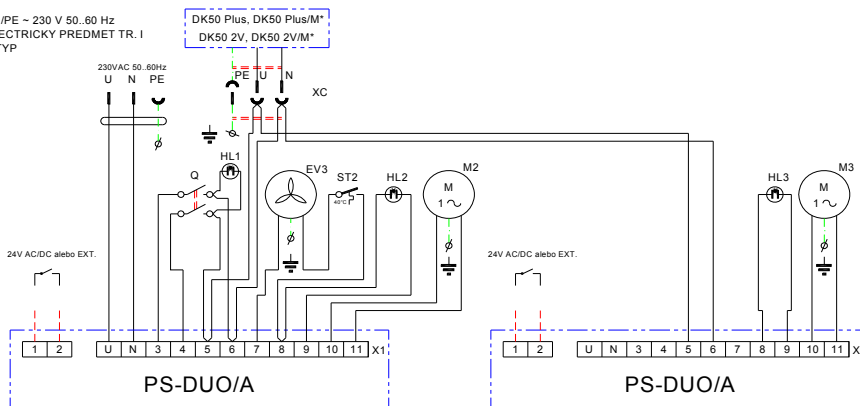 /PE ~ 230 V 50..60 Hz
ECTRICKY PREDMET TR. I
TYP
DK50 Plus, DK50 Plus/M*
DK50 2V, DK50 2V/M*
230VAC 50..60Hz
U N PE
PE U N
XC
Q
HL1
EV3
ST2
40°C
HL2
M2
M
1
HL3
M3
M
1
24V AC/DC alebo EXT.
24V AC/DC alebo EXT.
1 2
U N 3 4 5 6 7 8 9 10 11 X1
1 2
U N 3 4 5 6 7 8 9 10 11 X
PS-DUO/A
PS-DUO/A